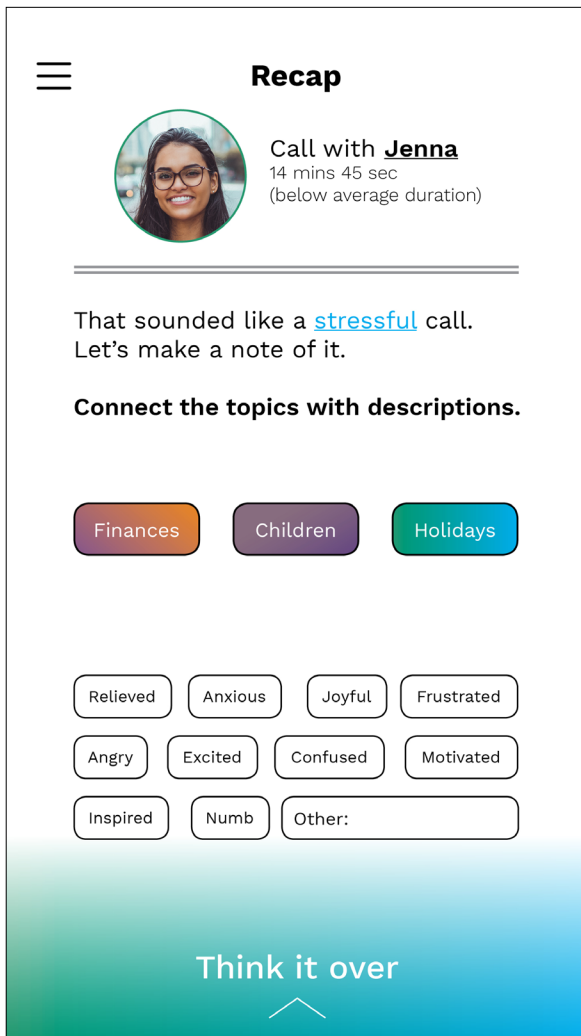 Recap
Call with Jenna
14 mins 45 sec
(below average duration)
That sounded like a stressful call.
Let’s make a note of it.
Connect the topics with descriptions.
Finances Children Holidays
Relieved Anxious Joyful Frustrated
Angry Excited Confused Motivated
Inspired Numb Other:
Think it over